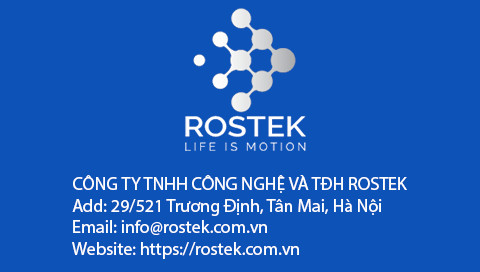 ROSTEK
LIFE IS MOTION
CÔNG TY TNHH CÔNG NGHỆ VÀ TĐH ROSTEK
Add: 29/521 Trương Định, Tân Mai, Hà Nội
Email: info@rostek.com.vn
Website: https://rostek.com.vn